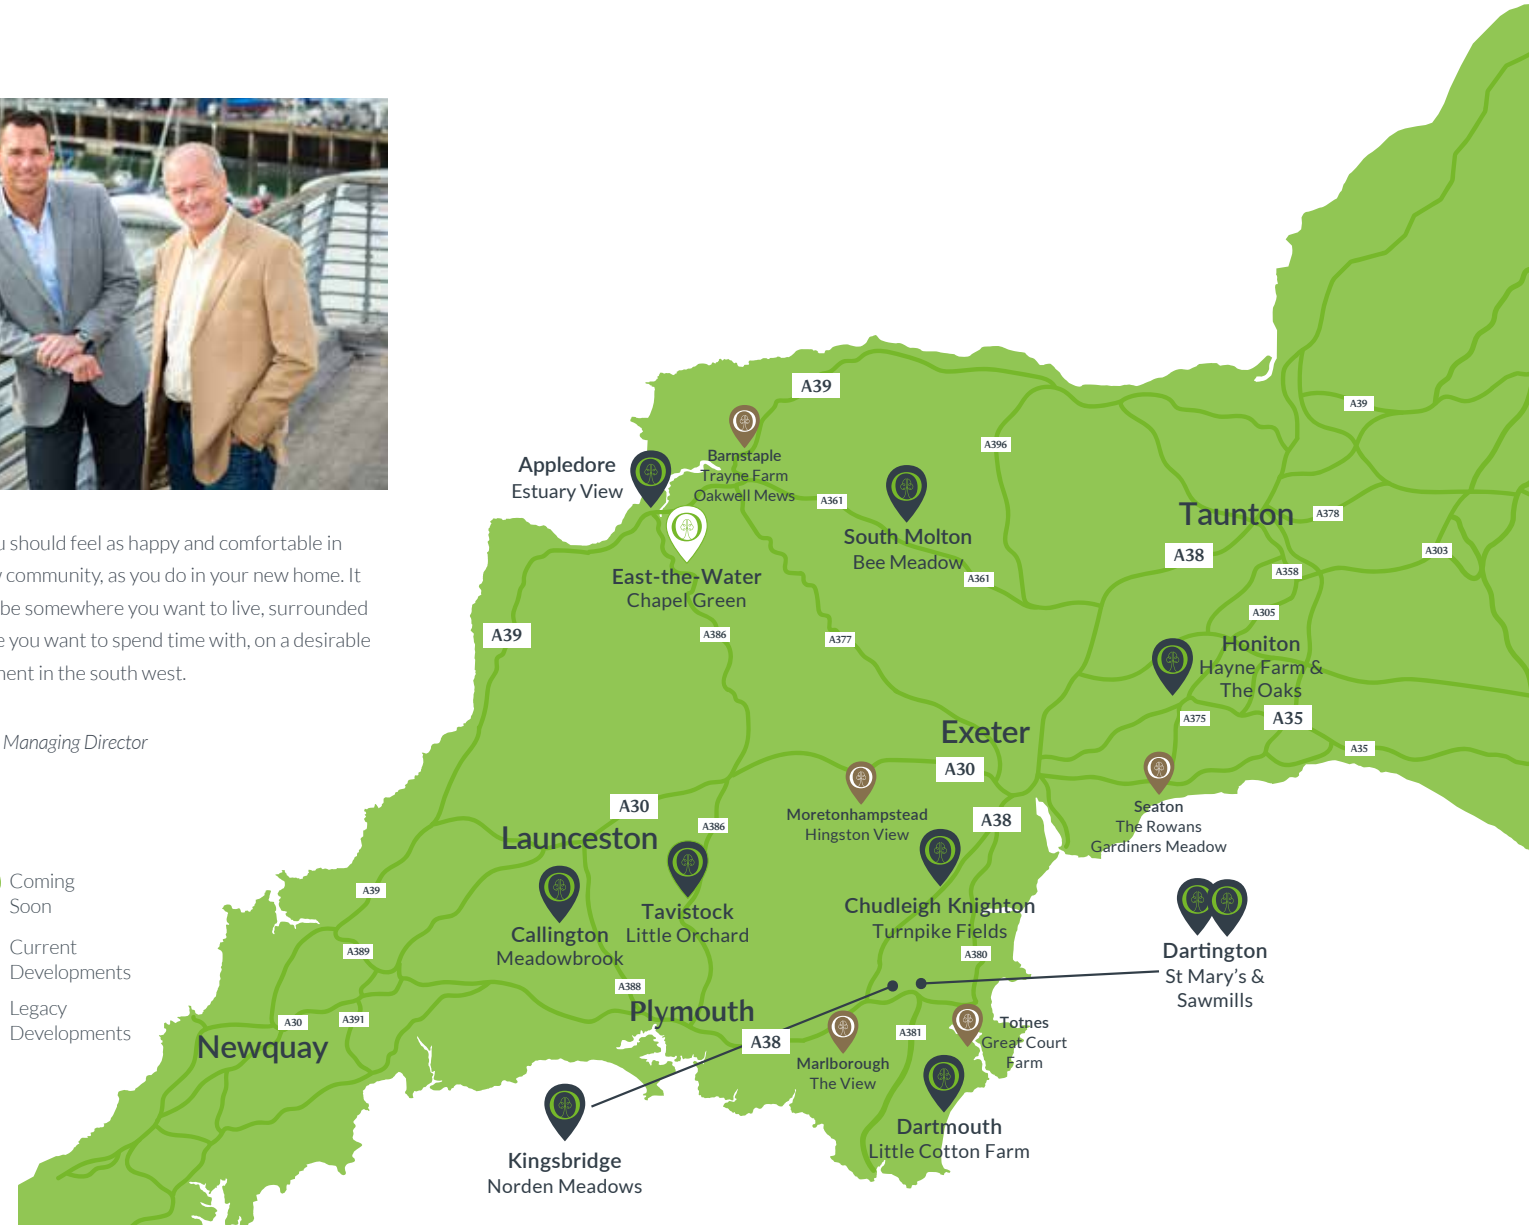 u should feel as happy and comfortable in
community, as you do in your new home. It
be somewhere you want to live, surrounded
you want to spend time with, on a desirable
ment in the south west.
Managing Director
Coming
Soon
Current
Developments
Legacy
Developments
A39
A39
A396
Barnstaple
Trayne Farm
Oakwell Mews
Appledore
Estuary View
A361
South Molton
Bee Meadow
A361
Taunton
A378
A38
A303
A358
East-the-Water
Chapel Green
A305
A39
A386
A377
Honiton
Hayne Farm &
The Oaks
A375
A35
A35
Exeter
A30
Moretonhampstead
Hingston View
A38
Seaton
The Rowans
Gardiners Meadow
A30
Launceston
A386
Callington
Meadowbrook
Tavistock
Little Orchard
Chudleigh Knighton
Turnpike Fields
A380
Dartington
St Mary's &
Sawmills
A39
A389
A388
A30
A391
Newquay
Plymouth
A38
A381
Totnes
Great Court
Farm
Marlborough
The View
Dartmouth
Little Cotton Farm
Kingsbridge
Norden Meadows